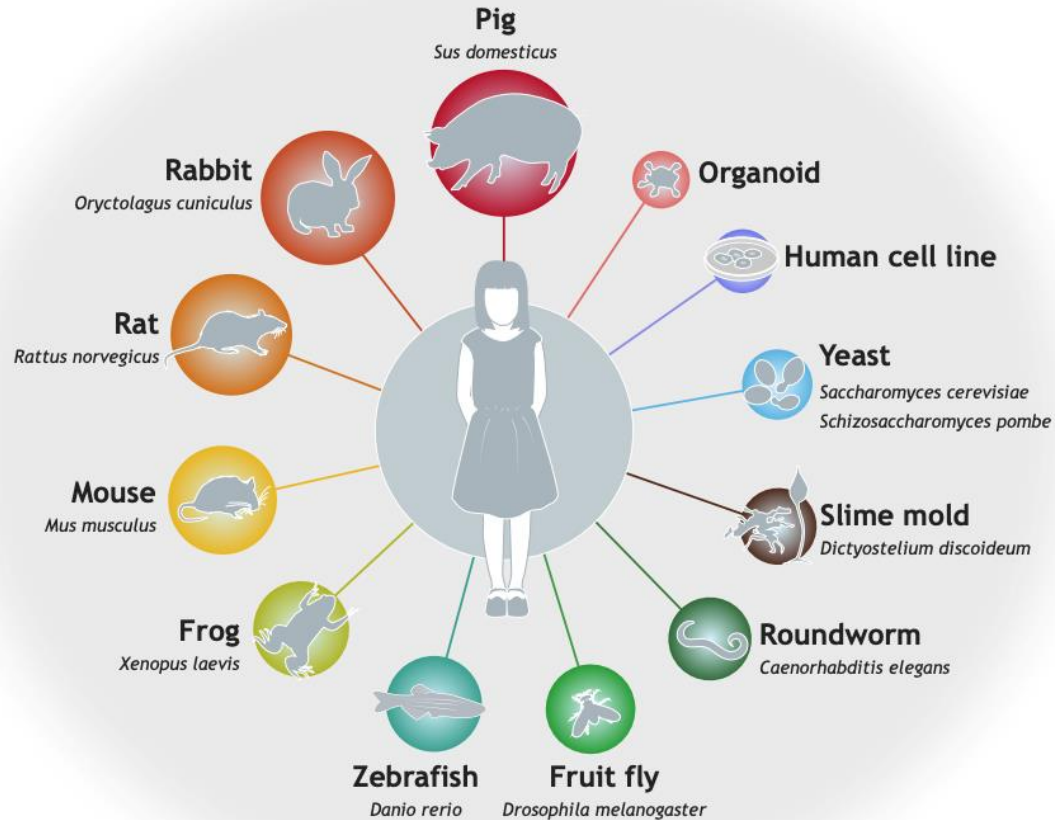 Pig
Sus domesticus
Organoid
Human cell line
Yeast
Saccharomyces cerevisiae
Schizosaccharomyces pombe
Slime mold
Dictyostelium discoideum
Roundworm
Caenorhabditis elegans
Fruit fly
Drosophila melanogaster
Zebrafish
Danio rerio
Frog
Xenopus laevis
Mouse
Mus musculus
Rat
Rattus norvegicus
Rabbit
Oryctolagus cuniculus